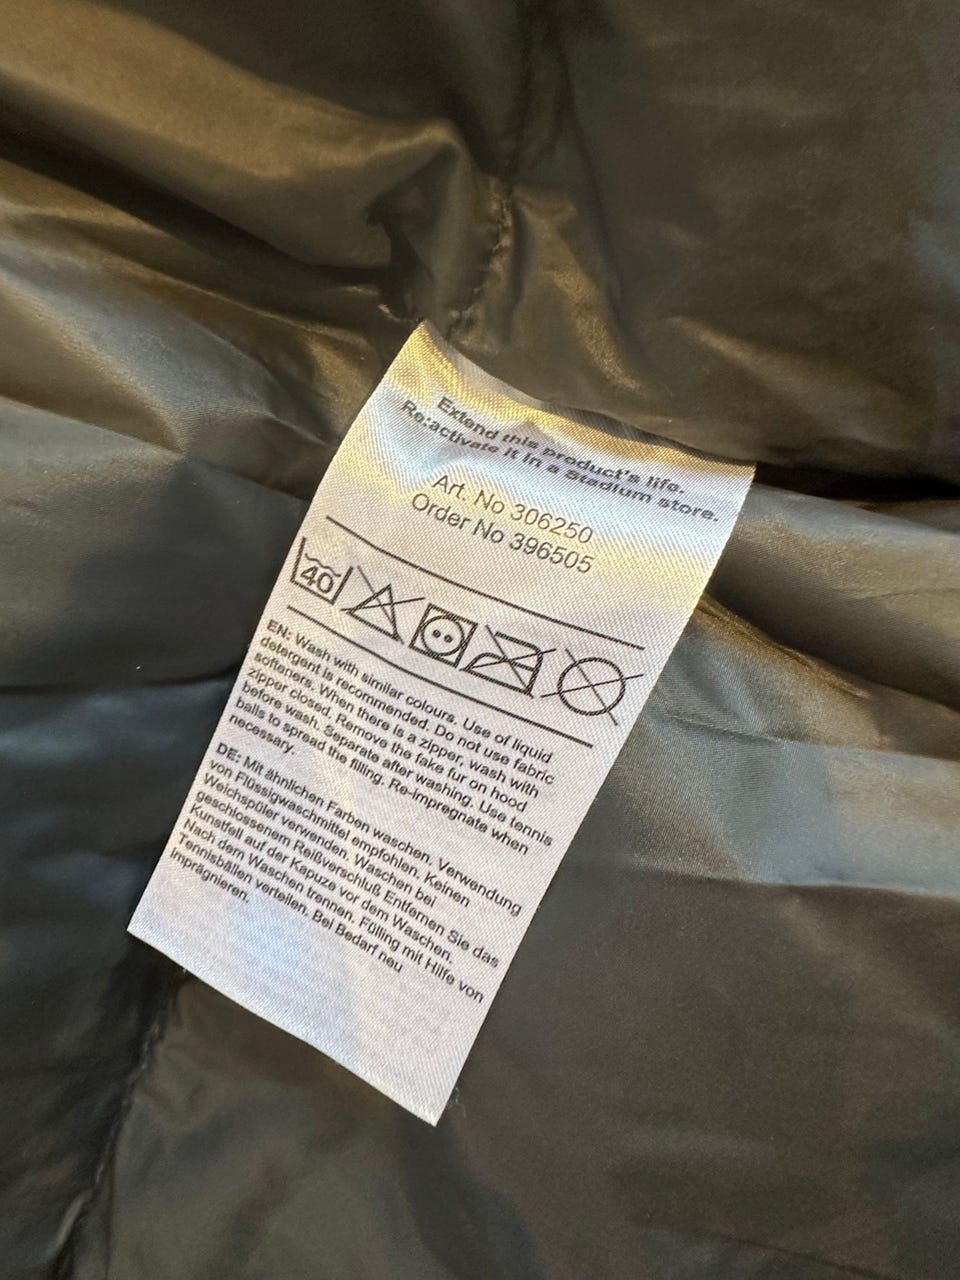 Extend this product's life.
Re:activate it in a Stadium store.
Art. No 306250
Order No 396505
40
EN: Wash with similar colours. Use of liquid
detergent is recommended. Do not use fabric
softeners. When there is a zipper, wash with
zipper closed. Remove the fake fur on hood
before wash. Separate after washing. Use tennis
balls to spread the filling. Re-impregnate when
necessary.
DE: Mit ähnlichen Farben waschen. Verwendung
von Flüssigwaschmittel empfohlen. Keinen
Weichspüler verwenden. Waschen bei
geschlossenem Reißverschluß Entfernen Sie das
Kunstfell auf der Kapuze vor dem Waschen.
Nach dem Waschen trennen. Fülling mit Hilfe von
Tennisbällen verteilen. Bei Bedarf neu
imprägnieren.